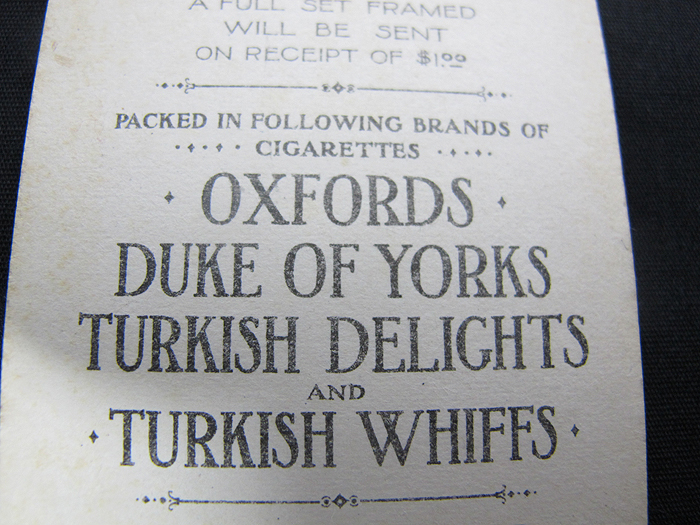 A FULL SET FRAMED
WILL BE SENT
ON RECEIPT OF $1.00
PACKED IN FOLLOWING BRANDS OF
CIGARETTES
OXFORDS
DUKE OF YORKS
TURKISH DELIGHTS
AND
TURKISH WHIFFS